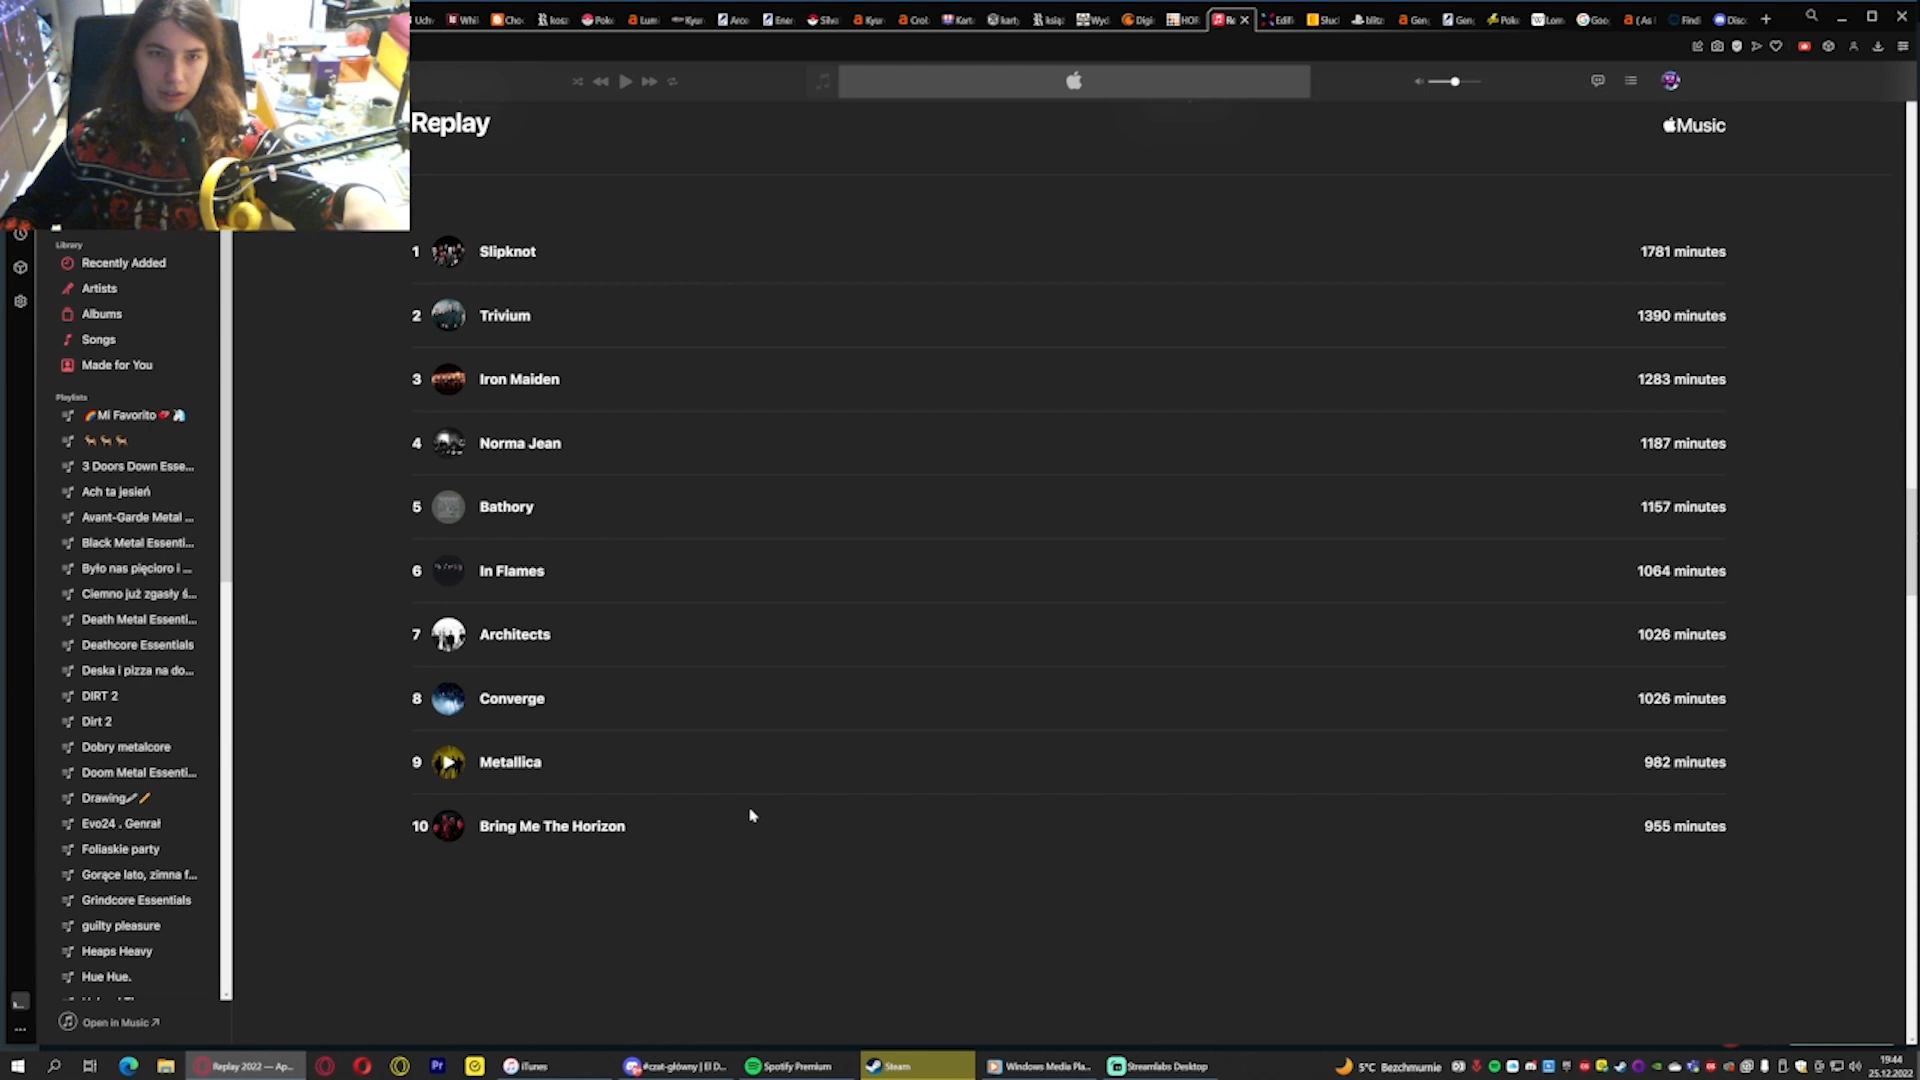 Replay
Music
Library
Recently Added
Artists
Albums
Songs
Made for You
Playlists
🌈Mi Favorito
3 Doors Down Esse...
Ach ta jesień
Avant-Garde Metal ...
Black Metal Essenti...
Było nas pięcioro i ...
Ciemno już zgasły ś...
Death Metal Essenti...
Deathcore Essentials
Deska i pizza na do...
DIRT 2
Dirt 2
Dobry metalcore
Doom Metal Essenti...
Drawing
Evo24 . Genrał
Foliaskie party
Gorące lato, zimna f...
Grindcore Essentials
guilty pleasure
Heaps Heavy
Hue Hue.
Open in Music ↗
1 Slipknot 1781 minutes
2 Trivium 1390 minutes
3 Iron Maiden 1283 minutes
4 Norma Jean 1187 minutes
5 Bathory 1157 minutes
6 In Flames 1064 minutes
7 Architects 1026 minutes
8 Converge 1026 minutes
9 Metallica 982 minutes
10 Bring Me The Horizon 955 minutes
Replay 2022 — Ap...
Pr
iTunes
#czat-główny | El D...
Spotify Premium
Steam
Windows Media Pla...
Streamlabs Desktop
5°C Bezchmurnie
19:44
25.12.2022